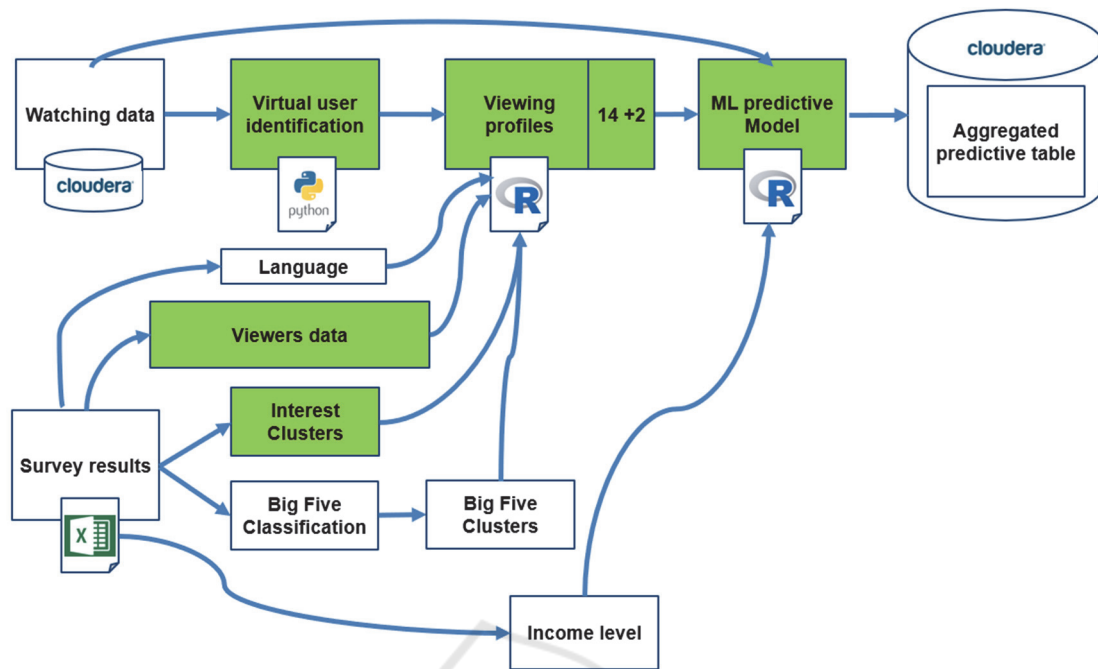 cloudera
Watching data
Virtual user
identification
Viewing
profiles
14 +2
ML predictive
Model
Aggregated
predictive table
cloudera
python
R
R
Language
Viewers data
Interest
Clusters
Survey results
Big Five
Classification
Big Five
Clusters
X
Income level